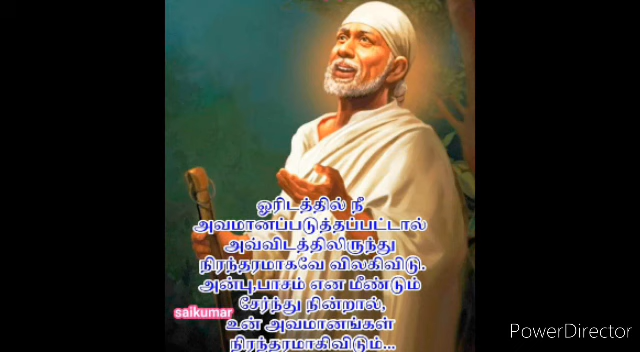 ஓரிடத்தில் நீ
அவமானப்படுத்தப்பட்டால்
அவ்விடத்திலிருந்து
நிரந்தரமாகவே விலகிவிடு.
அன்பு,பாசம் என மீண்டும்
சேர்ந்து நின்றால்,
saikumar
உன் அவமானங்கள்
நிரந்தரமாகிவிடும்...
PowerDirector